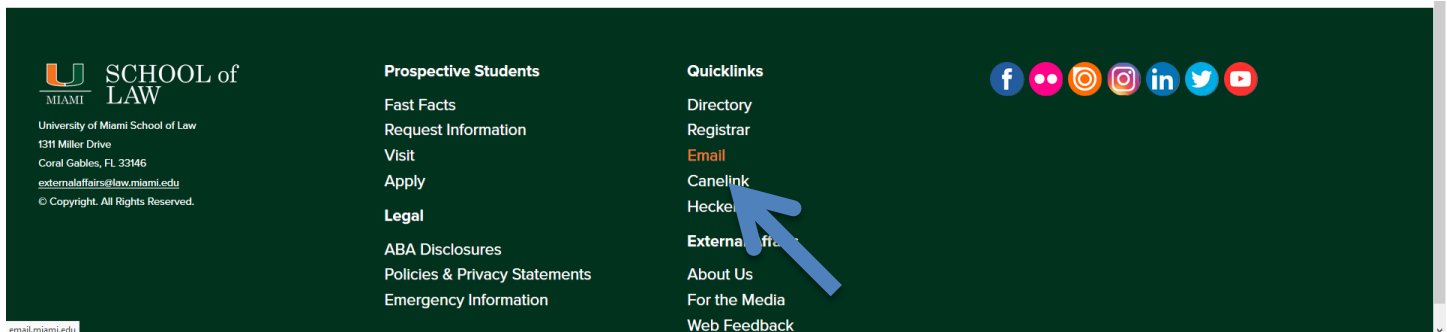 U SCHOOL of
MIAMI LAW
University of Miami School of Law
1311 Miller Drive
Coral Gables, FL 33146
externalaffairs@law.miami.edu
© Copyright. All Rights Reserved.
Prospective Students
Fast Facts
Request Information
Visit
Apply
Legal
ABA Disclosures
Policies & Privacy Statements
Emergency Information
Quicklinks
Directory
Registrar
Email
Canelink
External
About Us
For the Media
Web Feedback
email.miami.edu